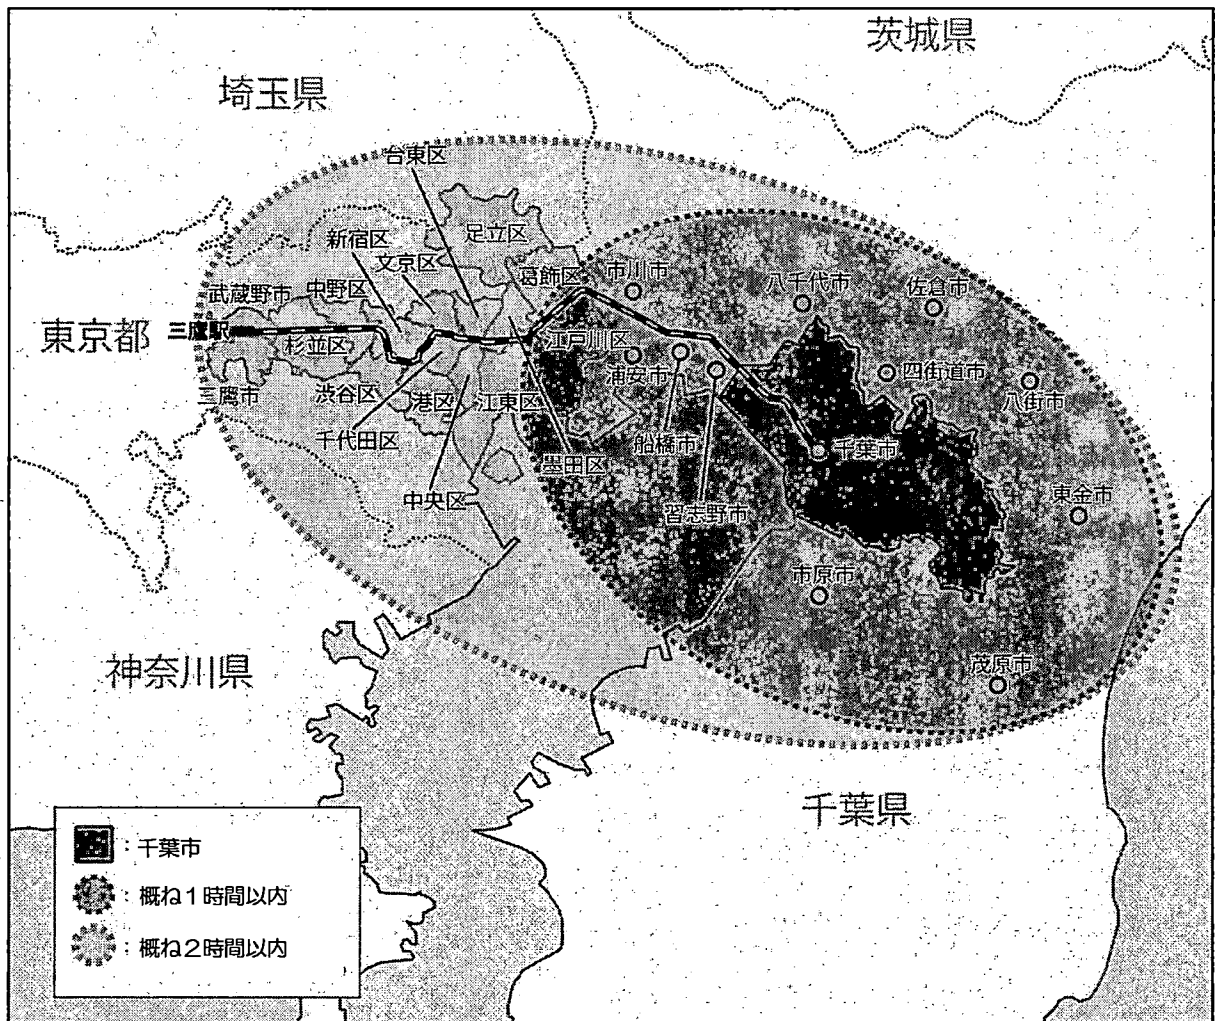 茨城県
埼玉県
台東区
足立区
新宿区
文京区
葛飾区
市川市
八千代市
佐倉市
武蔵野市
中野区
東京都
三鷹駅
杉並区
江戸川区
浦安市
四街道市
八街市
三鷹市
渋谷区
港区
江東区
千代田区
船橋市
千葉市
墨田区
中央区
習志野市
東金市
市原市
神奈川県
茂原市
千葉県
:千葉市
:概ね1時間以内
:概ね2時間以内